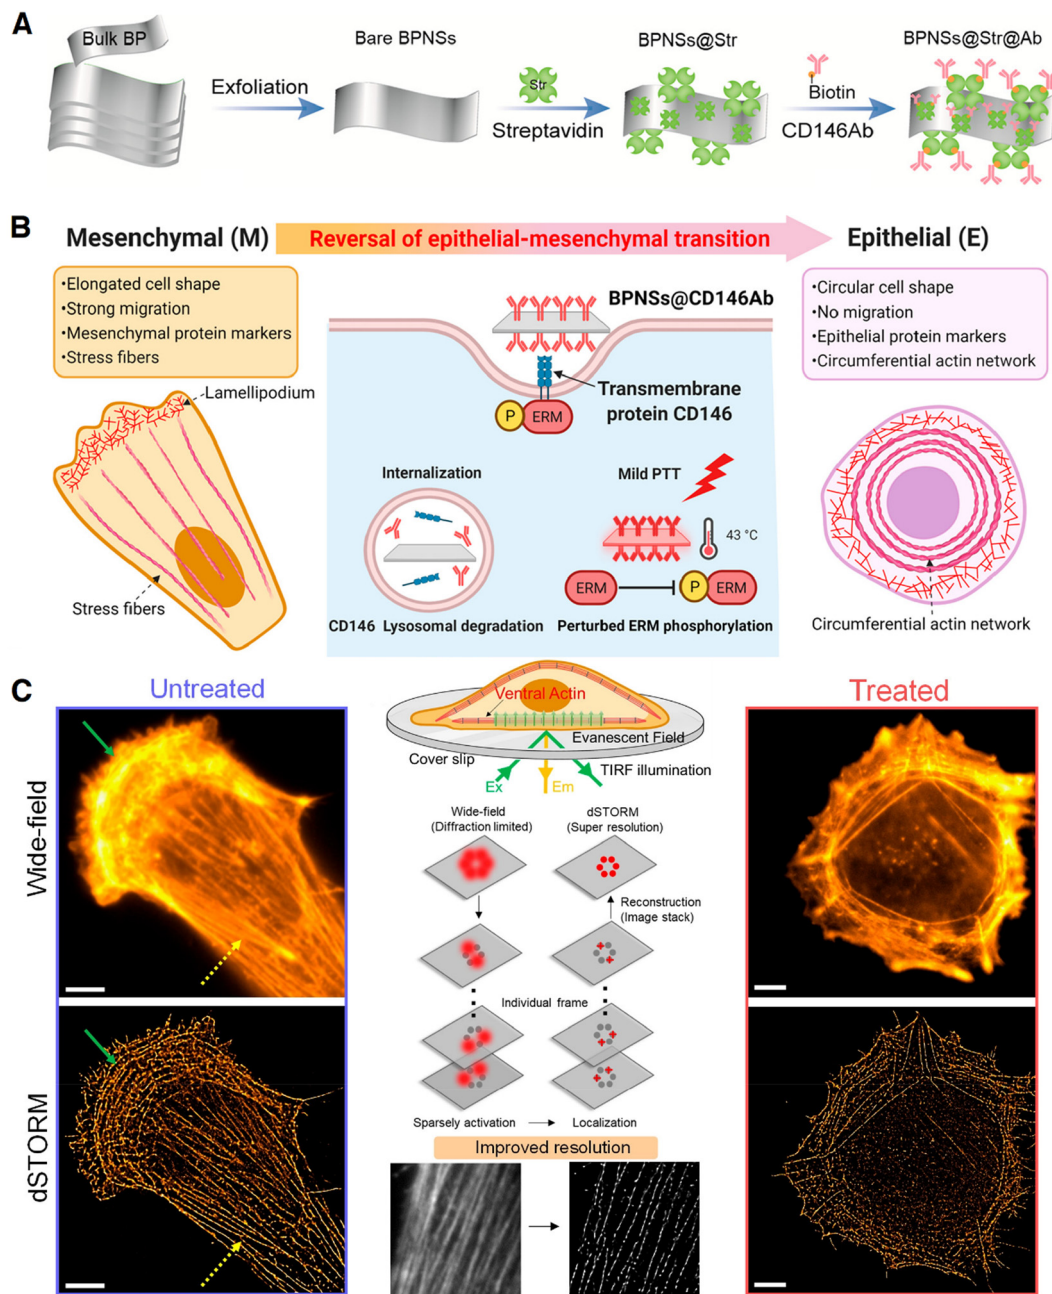 A
Bulk BP
Exfoliation
Bare BPNSs
Str
Streptavidin
BPNSs@Str
Biotin
CD146Ab
BPNSs@Str@Ab
B
Mesenchymal (M)
Reversal of epithelial-mesenchymal transition
Epithelial (E)
•Elongated cell shape
•Strong migration
•Mesenchymal protein markers
•Stress fibers
Lamellipodium
Stress fibers
BPNSs@CD146Ab
Transmembrane
protein CD146
P
ERM
Internalization
CD146 Lysosomal degradation
Mild PTT
43 °C
ERM
P
ERM
Perturbed ERM phosphorylation
•Circular cell shape
•No migration
•Epithelial protein markers
•Circumferential actin network
Circumferential actin network
C
Untreated
Wide-field
dSTORM
Ventral Actin
Evanescent Field
Cover slip
TIRF illumination
Ex
Em
Wide-field
(Diffraction limited)
dSTORM
(Super resolution)
Reconstruction
(Image stack)
Individual frame
Sparsely activation
Localization
Improved resolution
Treated